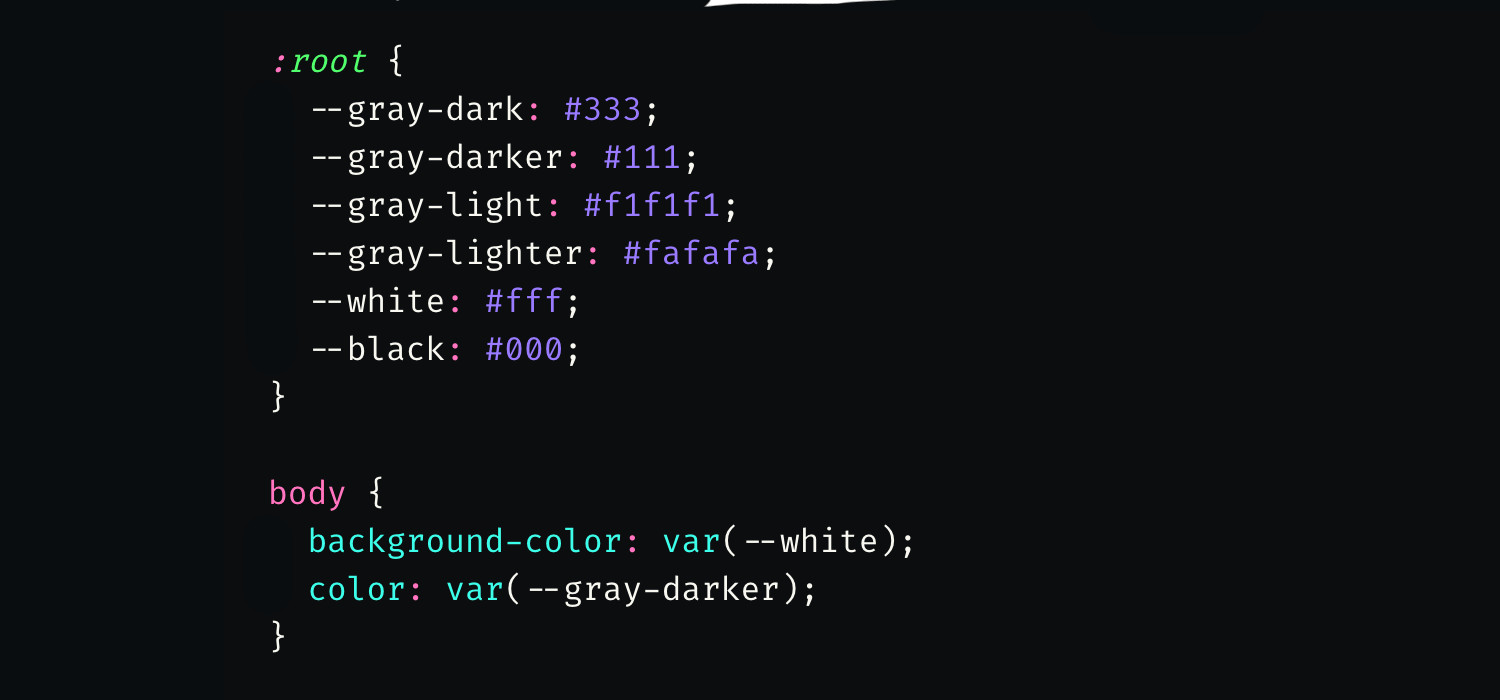 :root {
  --gray-dark: #333;
  --gray-darker: #111;
  --gray-light: #f1f1f1;
  --gray-lighter: #fafafa;
  --white: #fff;
  --black: #000;
}

body {
  background-color: var(--white);
  color: var(--gray-darker);
}